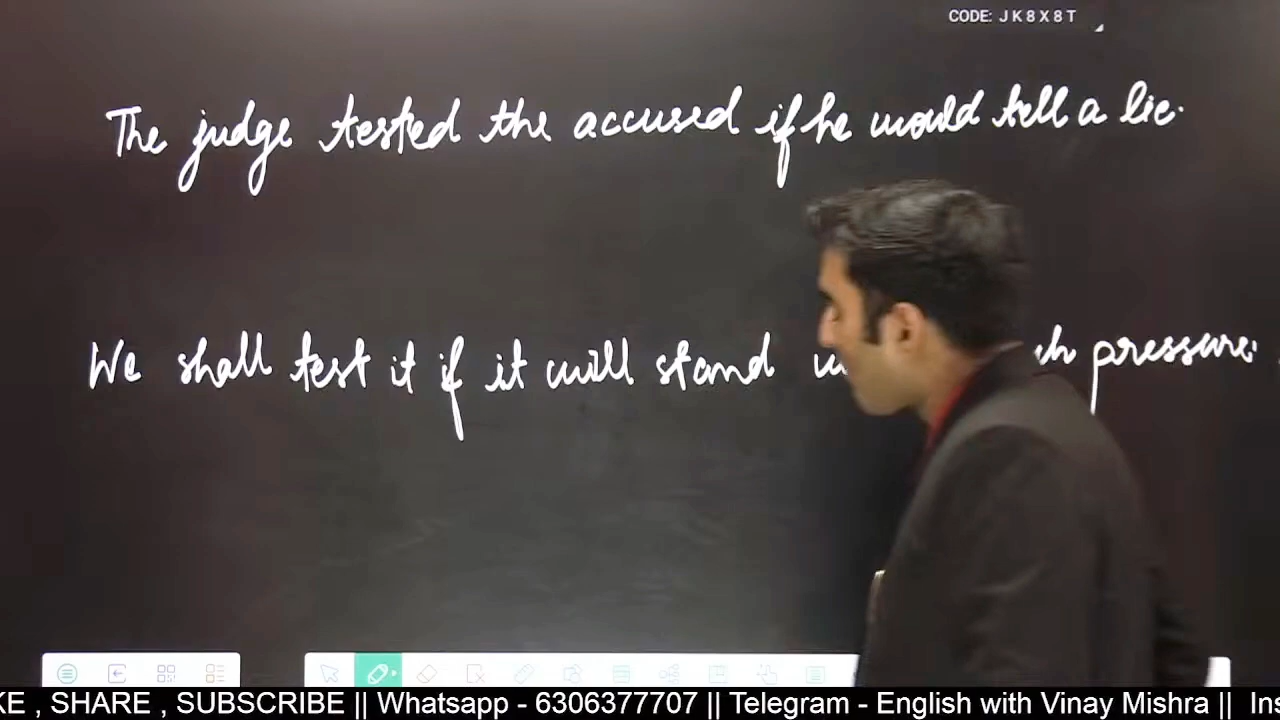 CODE: JK8X8T
The judge tested the accused if he would tell a lie.
We shall test it if it will stand pressure.
KE , SHARE , SUBSCRIBE || Whatsapp - 6306377707 || Telegram - English with Vinay Mishra || Ins